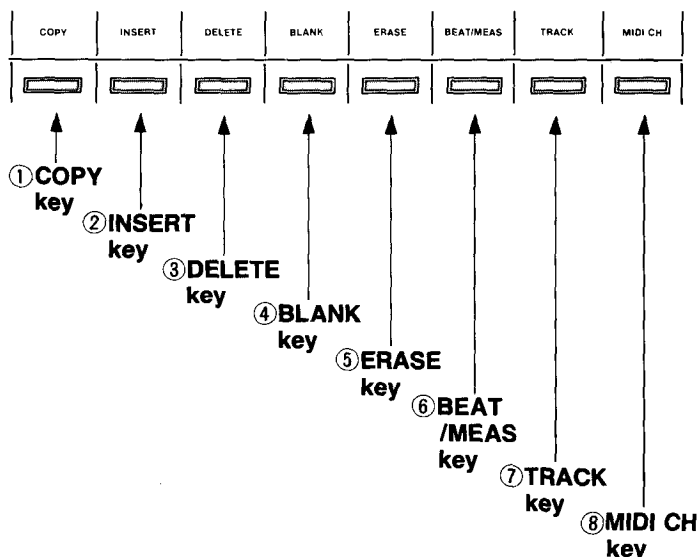 COPY INSERT DELETE BLANK ERASE BEAT/MEAS TRACK MIDI CH
①COPY
key
②INSERT
key
③DELETE
key
④BLANK
key
⑤ERASE
key
⑥BEAT
/MEAS
key
⑦TRACK
key
⑧MIDI CH
key